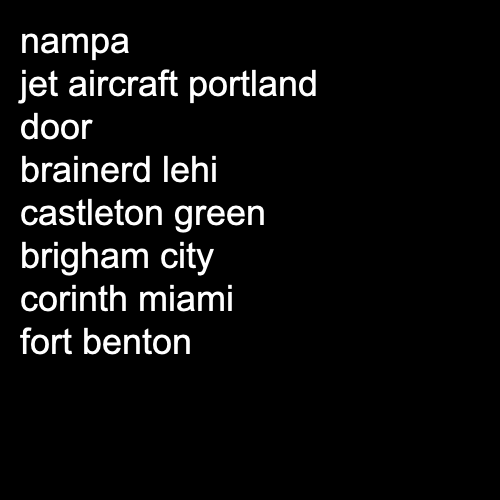 nampa
jet aircraft portland
door
brainerd lehi
castleton green
brigham city
corinth miami
fort benton